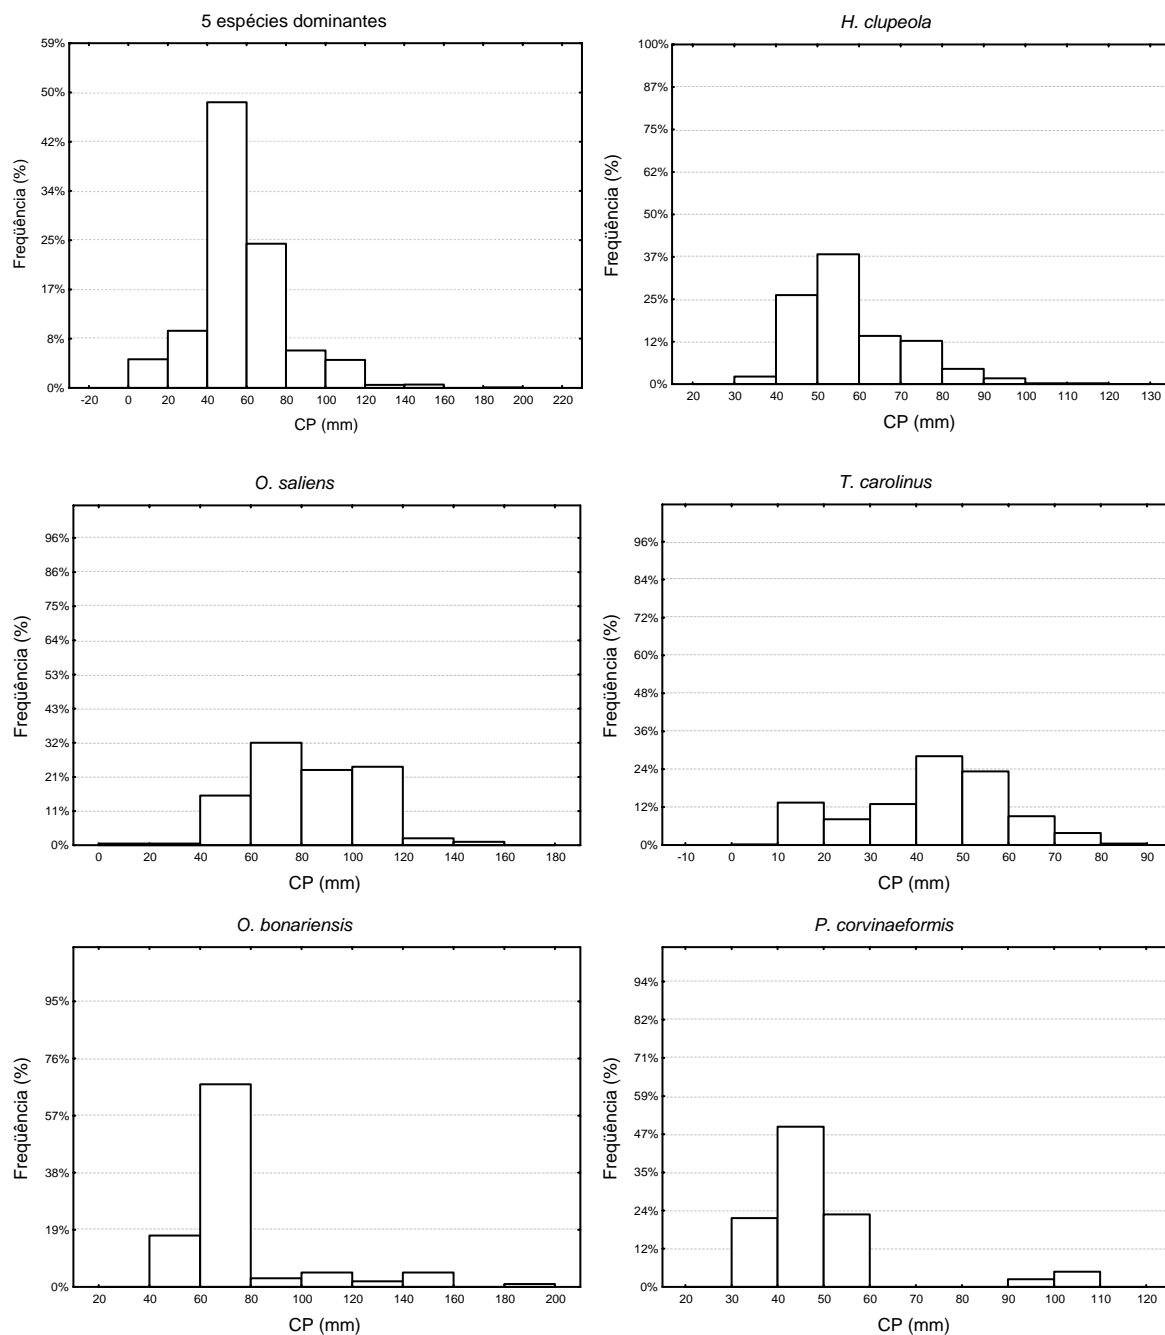 5 espécies dominantes
59%
50%
42%
34%
25%
17%
8%
0%
Freqüência (%)
-20 0 20 40 60 80 100 120 140 160 180 200 220
CP (mm)
H. clupeola
100%
87%
75%
62%
50%
37%
25%
12%
0%
Freqüência (%)
20 30 40 50 60 70 80 90 100 110 120 130
CP (mm)
O. saliens
96%
86%
75%
64%
53%
43%
32%
21%
11%
0%
Freqüência (%)
0 20 40 60 80 100 120 140 160 180
CP (mm)
T. carolinus
96%
84%
72%
60%
48%
36%
24%
12%
0%
Freqüência (%)
-10 0 10 20 30 40 50 60 70 80 90
CP (mm)
O. bonariensis
95%
76%
57%
38%
19%
0%
Freqüência (%)
20 40 60 80 100 120 140 160 180 200
CP (mm)
P. corvinaeformis
94%
82%
71%
59%
47%
35%
24%
12%
0%
Freqüência (%)
20 30 40 50 60 70 80 90 100 110 120
CP (mm)